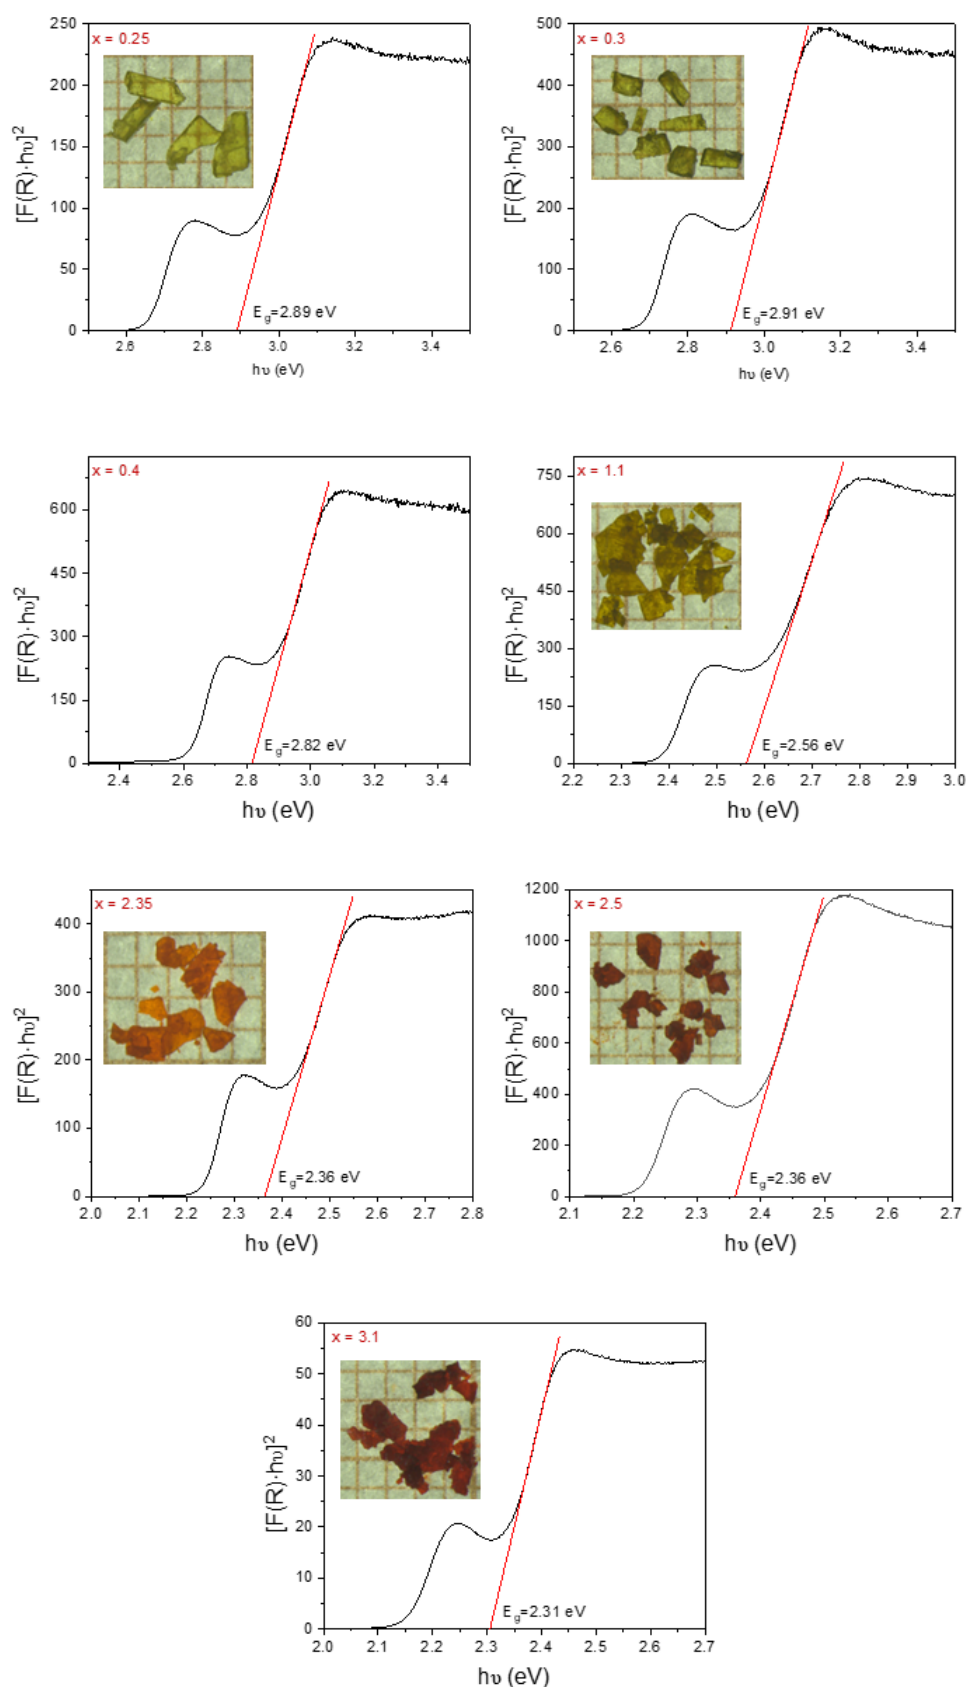 x = 0.25
[F(R)·hυ]²
250
200
150
100
50
0
E_g=2.89 eV
2.6 2.8 3.0 3.2 3.4
hυ (eV)
x = 0.3
[F(R)·hυ]²
500
400
300
200
100
0
E_g=2.91 eV
2.6 2.8 3.0 3.2 3.4
hυ (eV)
x = 0.4
[F(R)·hυ]²
600
450
300
150
0
E_g=2.82 eV
2.4 2.6 2.8 3.0 3.2 3.4
hυ (eV)
x = 1.1
[F(R)·hυ]²
750
600
450
300
150
0
E_g=2.56 eV
2.2 2.3 2.4 2.5 2.6 2.7 2.8 2.9 3.0
hυ (eV)
x = 2.35
[F(R)·hυ]²
400
300
200
100
0
E_g=2.36 eV
2.0 2.1 2.2 2.3 2.4 2.5 2.6 2.7 2.8
hυ (eV)
x = 2.5
[F(R)·hυ]²
1200
1000
800
600
400
200
0
E_g=2.36 eV
2.1 2.2 2.3 2.4 2.5 2.6 2.7
hυ (eV)
x = 3.1
[F(R)·hυ]²
60
50
40
30
20
10
0
E_g=2.31 eV
2.0 2.1 2.2 2.3 2.4 2.5 2.6 2.7
hυ (eV)